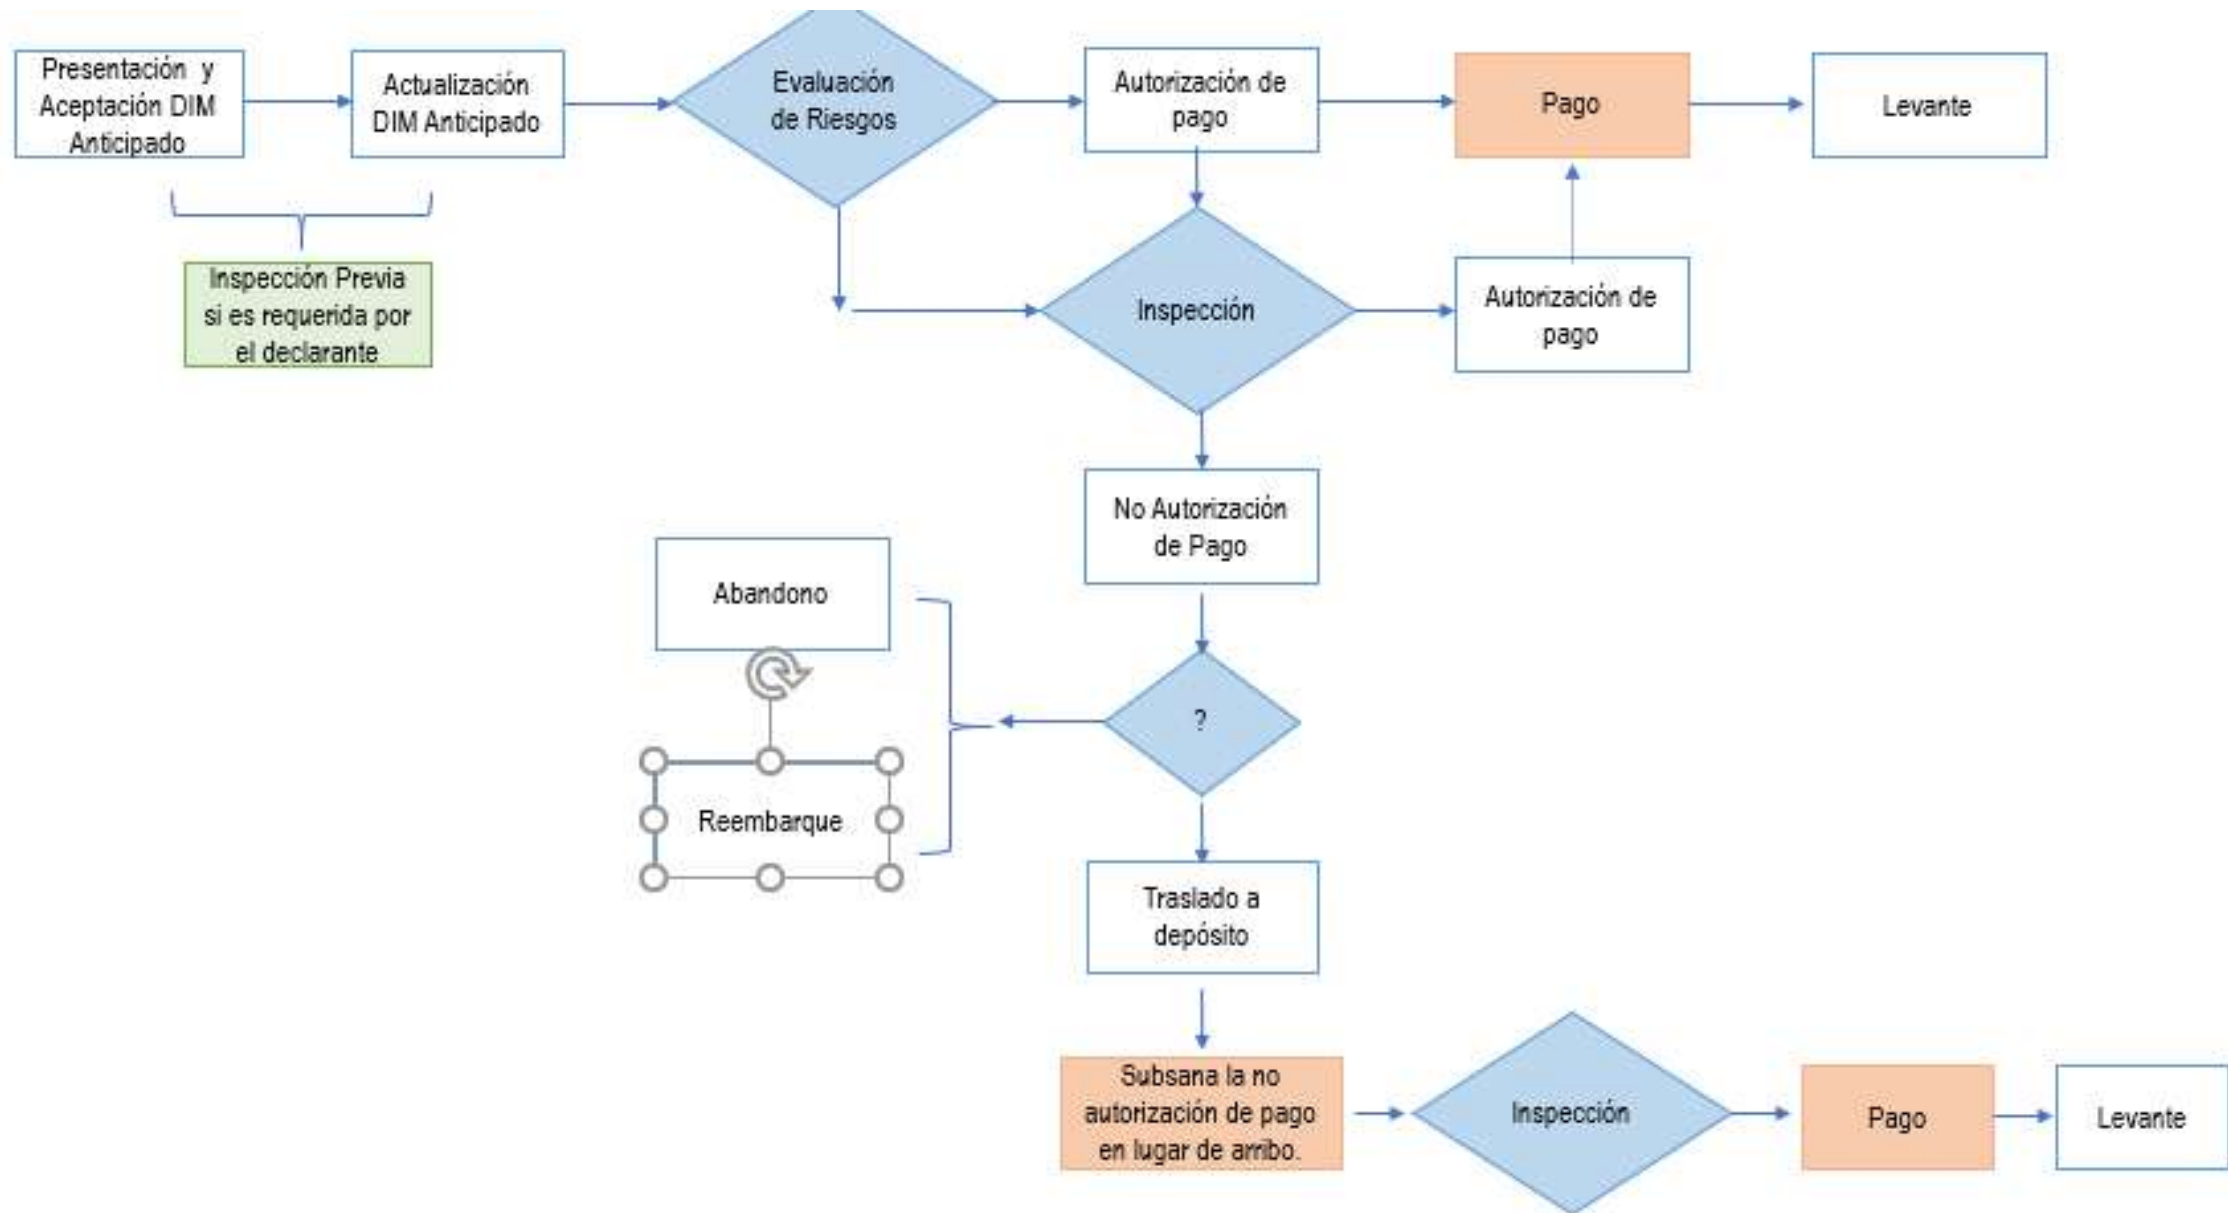 Presentación y
Aceptación DIM
Anticipado
Actualización
DIM Anticipado
Evaluación
de Riesgos
Autorización de
pago
Pago
Levante
Inspección Previa
si es requerida por
el declarante
Inspección
Autorización de
pago
No Autorización
de Pago
Abandono
?
Reembarque
Traslado a
depósito
Subsana la no
autorización de pago
en lugar de arribo.
Inspección
Pago
Levante